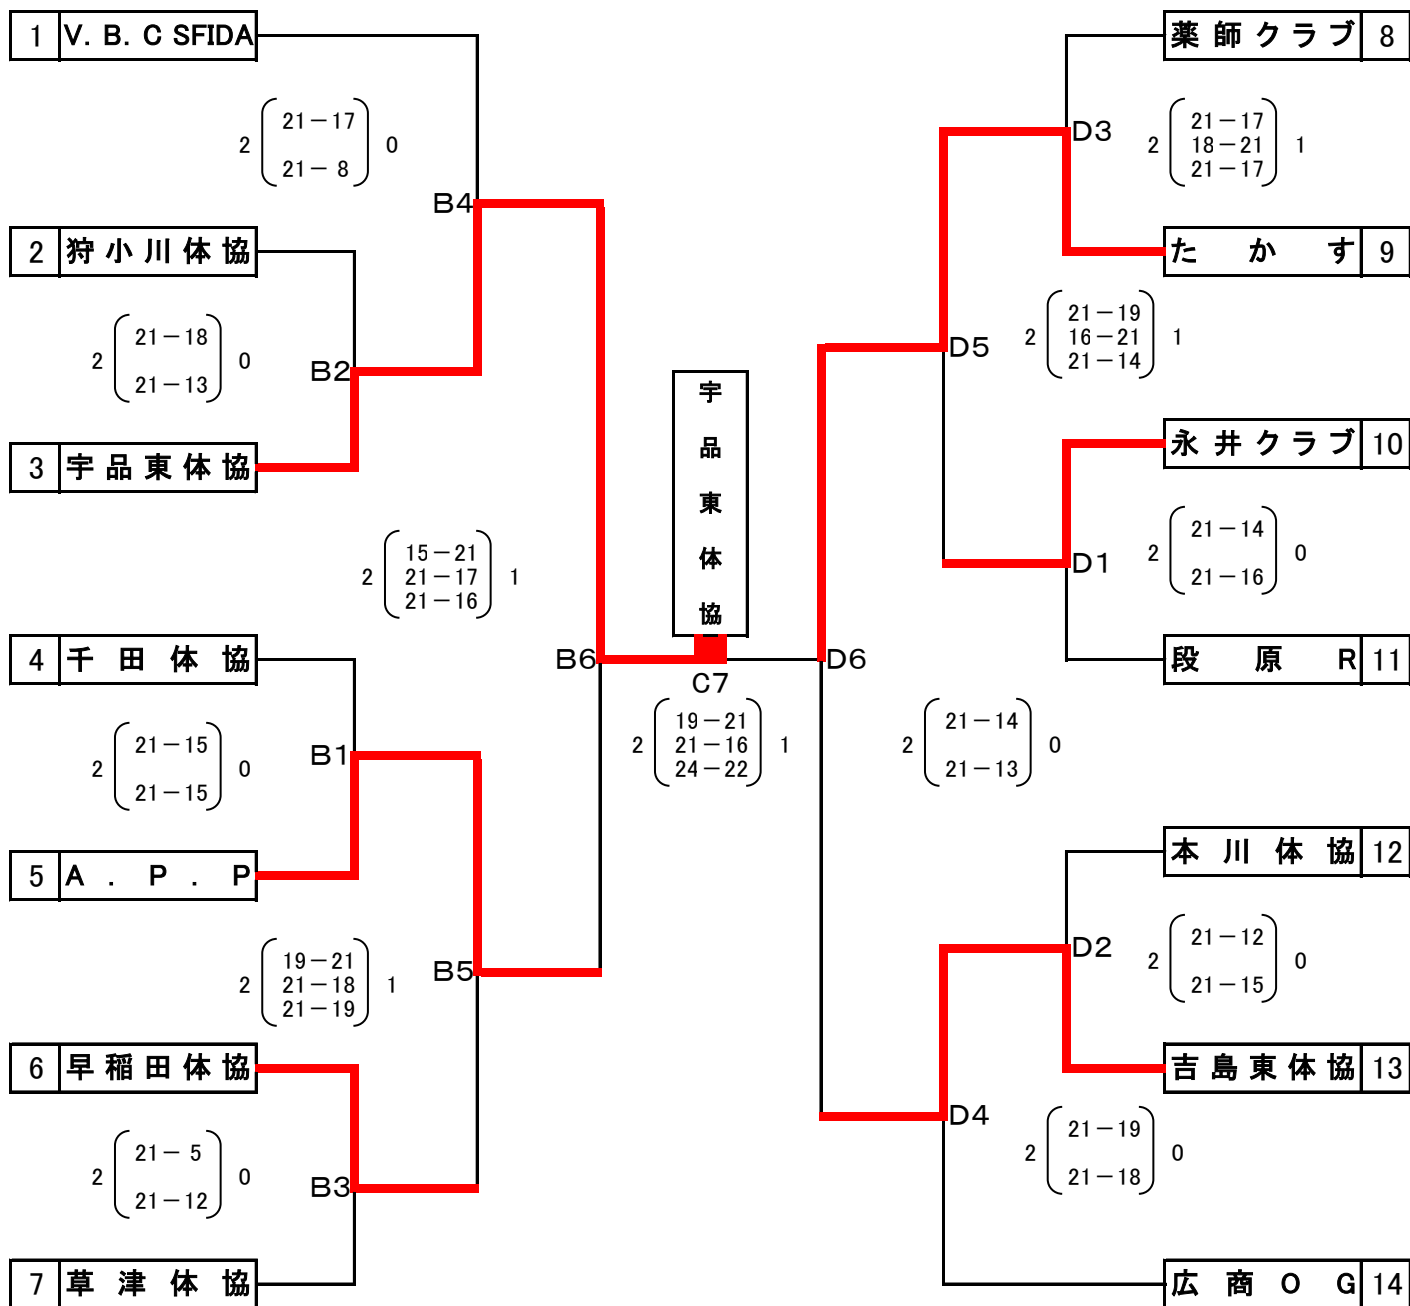 1 V. B. C SFIDA
2 21－17 0
21－ 8
B4
2 狩小川体協
2 21－18 0
21－13
B2
3 宇品東体協
2 15－21 1
21－17
21－16
4 千田体協
2 21－15 0
21－15
B1
5 A . P . P
2 19－21 1
21－18
21－19
B5
6 早稲田体協
2 21－ 5 0
21－12
B3
7 草津体協
B6
宇品東体協
C7
2 19－21 1
21－16
24－22
D6
薬師クラブ 8
D3
2 21－17 1
18－21
21－17
たかす 9
2 21－19 1
16－21
21－14
D5
永井クラブ 10
2 21－14 0
21－16
D1
段原R 11
2 21－14 0
21－13
本川体協 12
D2
2 21－12 0
21－15
吉島東体協 13
D4
2 21－19 0
21－18
広商OG 14